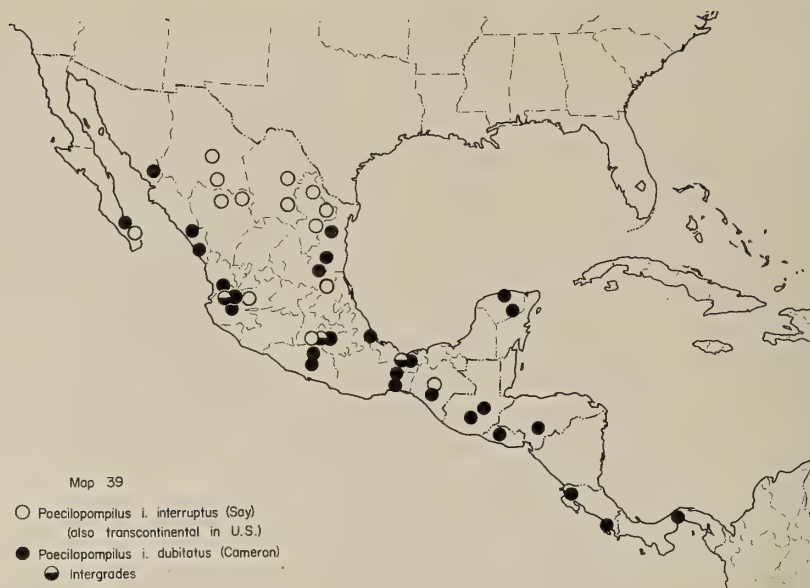 Map 39
Poecilopompilus i. interruptus (Say)
(also transcontinental in U.S.)
Poecilopompilus i. dubitatus (Cameron)
Intergrades